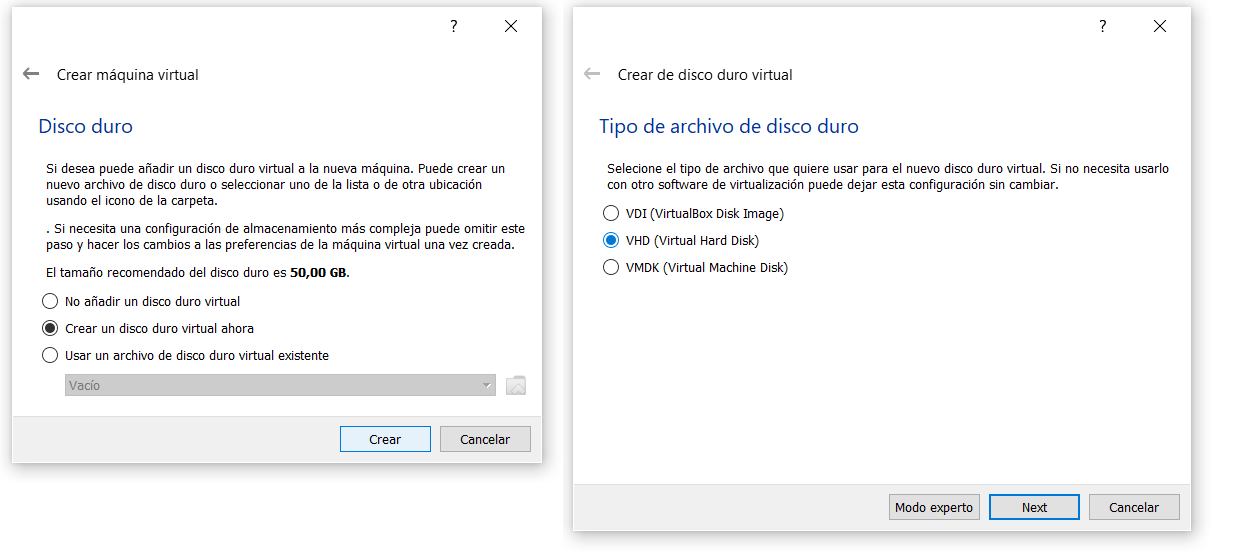 ?
Crear máquina virtual
Disco duro
Si desea puede añadir un disco duro virtual a la nueva máquina. Puede crear un
nuevo archivo de disco duro o seleccionar uno de la lista o de otra ubicación
usando el icono de la carpeta.
. Si necesita una configuración de almacenamiento más compleja puede omitir este
paso y hacer los cambios a las preferencias de la máquina virtual una vez creada.
El tamaño recomendado del disco duro es 50,00 GB.
No añadir un disco duro virtual
Crear un disco duro virtual ahora
Usar un archivo de disco duro virtual existente
Vacío
Crear
Cancelar
?
Crear de disco duro virtual
Tipo de archivo de disco duro
Selecione el tipo de archivo que quiere usar para el nuevo disco duro virtual. Si no necesita usarlo
con otro software de virtualización puede dejar esta configuración sin cambiar.
VDI (VirtualBox Disk Image)
VHD (Virtual Hard Disk)
VMDK (Virtual Machine Disk)
Modo experto
Next
Cancelar